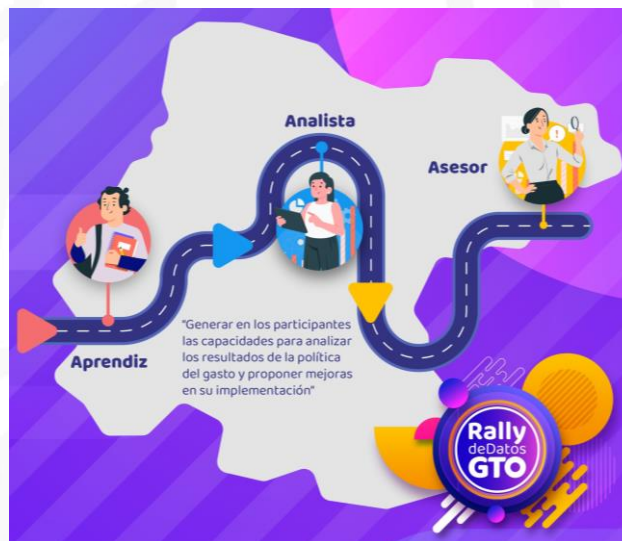 Analista
Asesor
Aprendiz
"Generar en los participantes
las capacidades para analizar
los resultados de la política
del gasto y proponer mejoras
en su implementación"
Rally
deDatos
GTO